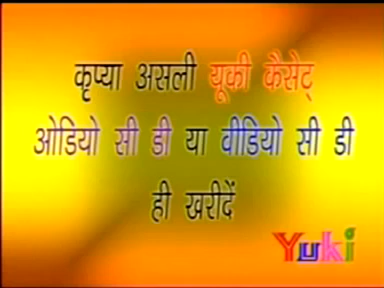 कृप्या असली यूकी कैसेट्
ओडियो सी डी या वीडियो सी डी
ही खरीदें
Yuki